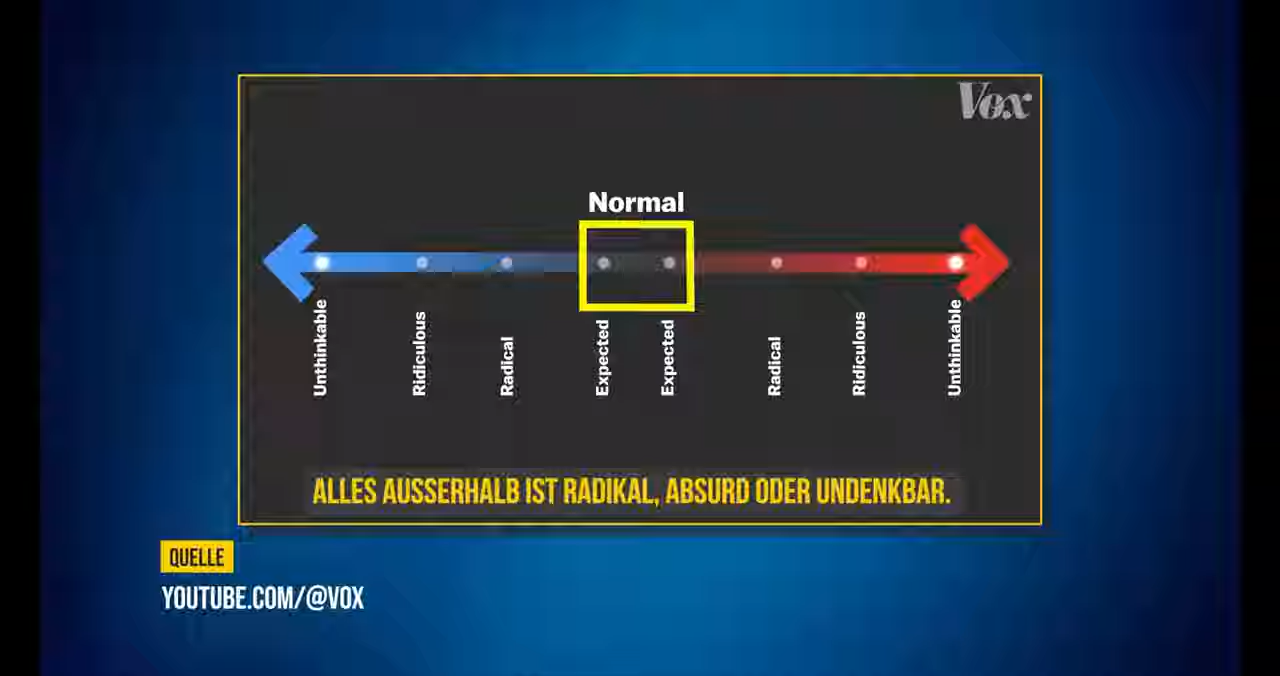 Vox
Normal
Unthinkable
Ridiculous
Radical
Expected
Expected
Radical
Ridiculous
Unthinkable
ALLES AUSSERHALB IST RADIKAL, ABSURD ODER UNDENKBAR.
QUELLE
YOUTUBE.COM/@VOX